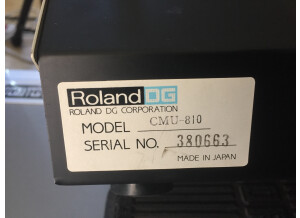 Roland DG
ROLAND DG CORPORATION
MODEL CMU-810
SERIAL NO. 380663
MADE IN JAPAN